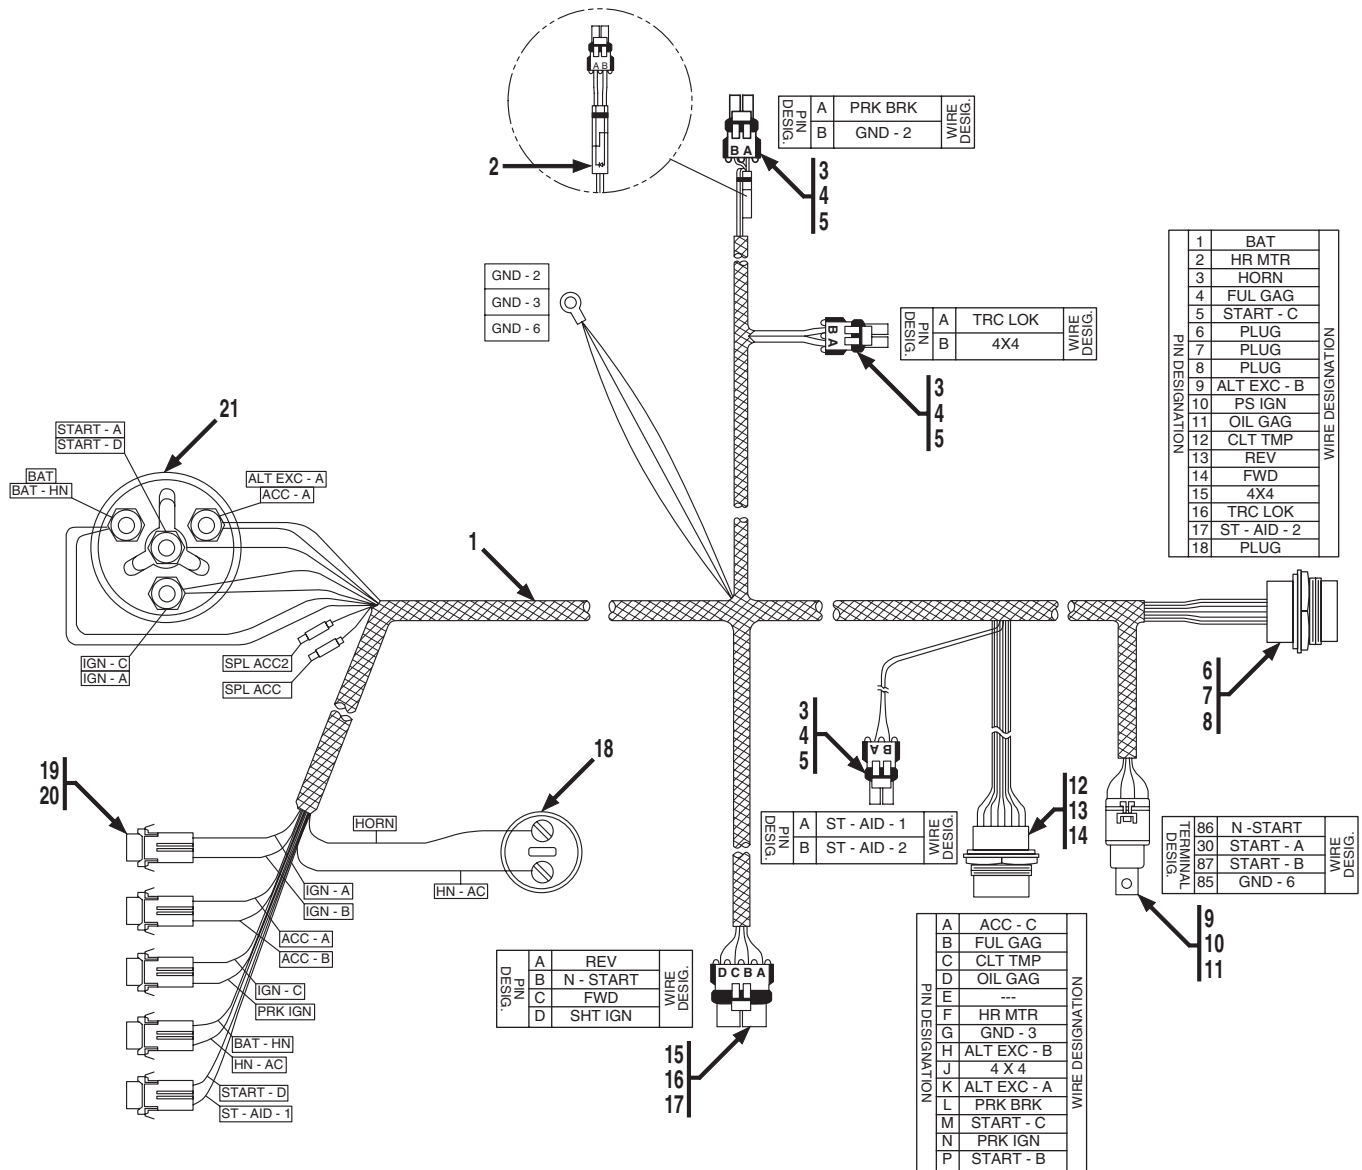 A B
2
PIN DESIG.
A PRK BRK
B GND - 2
WIRE DESIG.
B A
3
4
5
GND - 2
GND - 3
GND - 6
PIN DESIG.
A TRC LOK
B 4X4
WIRE DESIG.
B
A
3
4
5
PIN DESIGNATION
1 BAT
2 HR MTR
3 HORN
4 FUL GAG
5 START - C
6 PLUG
7 PLUG
8 PLUG
9 ALT EXC - B
10 PS IGN
11 OIL GAG
12 CLT TMP
13 REV
14 FWD
15 4X4
16 TRC LOK
17 ST - AID - 2
18 PLUG
WIRE DESIGNATION
21
START - A
START - D
BAT
BAT - HN
ALT EXC - A
ACC - A
1
IGN - C
IGN - A
SPL ACC2
SPL ACC
6
7
8
3
4
5
B A
PIN DESIG.
A ST - AID - 1
B ST - AID - 2
WIRE DESIG.
12
13
14
TERMINAL DESIG.
86 N -START
30 START - A
87 START - B
85 GND - 6
WIRE DESIG.
9
10
11
19
20
18
HORN
HN - AC
IGN - A
IGN - B
ACC - A
ACC - B
IGN - C
PRK IGN
BAT - HN
HN - AC
START - D
ST - AID - 1
PIN DESIG.
A REV
B N - START
C FWD
D SHT IGN
WIRE DESIG.
D C B A
15
16
17
PIN DESIGNATION
A ACC - C
B FUL GAG
C CLT TMP
D OIL GAG
E ---
F HR MTR
G GND - 3
H ALT EXC - B
J 4 X 4
K ALT EXC - A
L PRK BRK
M START - C
N PRK IGN
P START - B
WIRE DESIGNATION